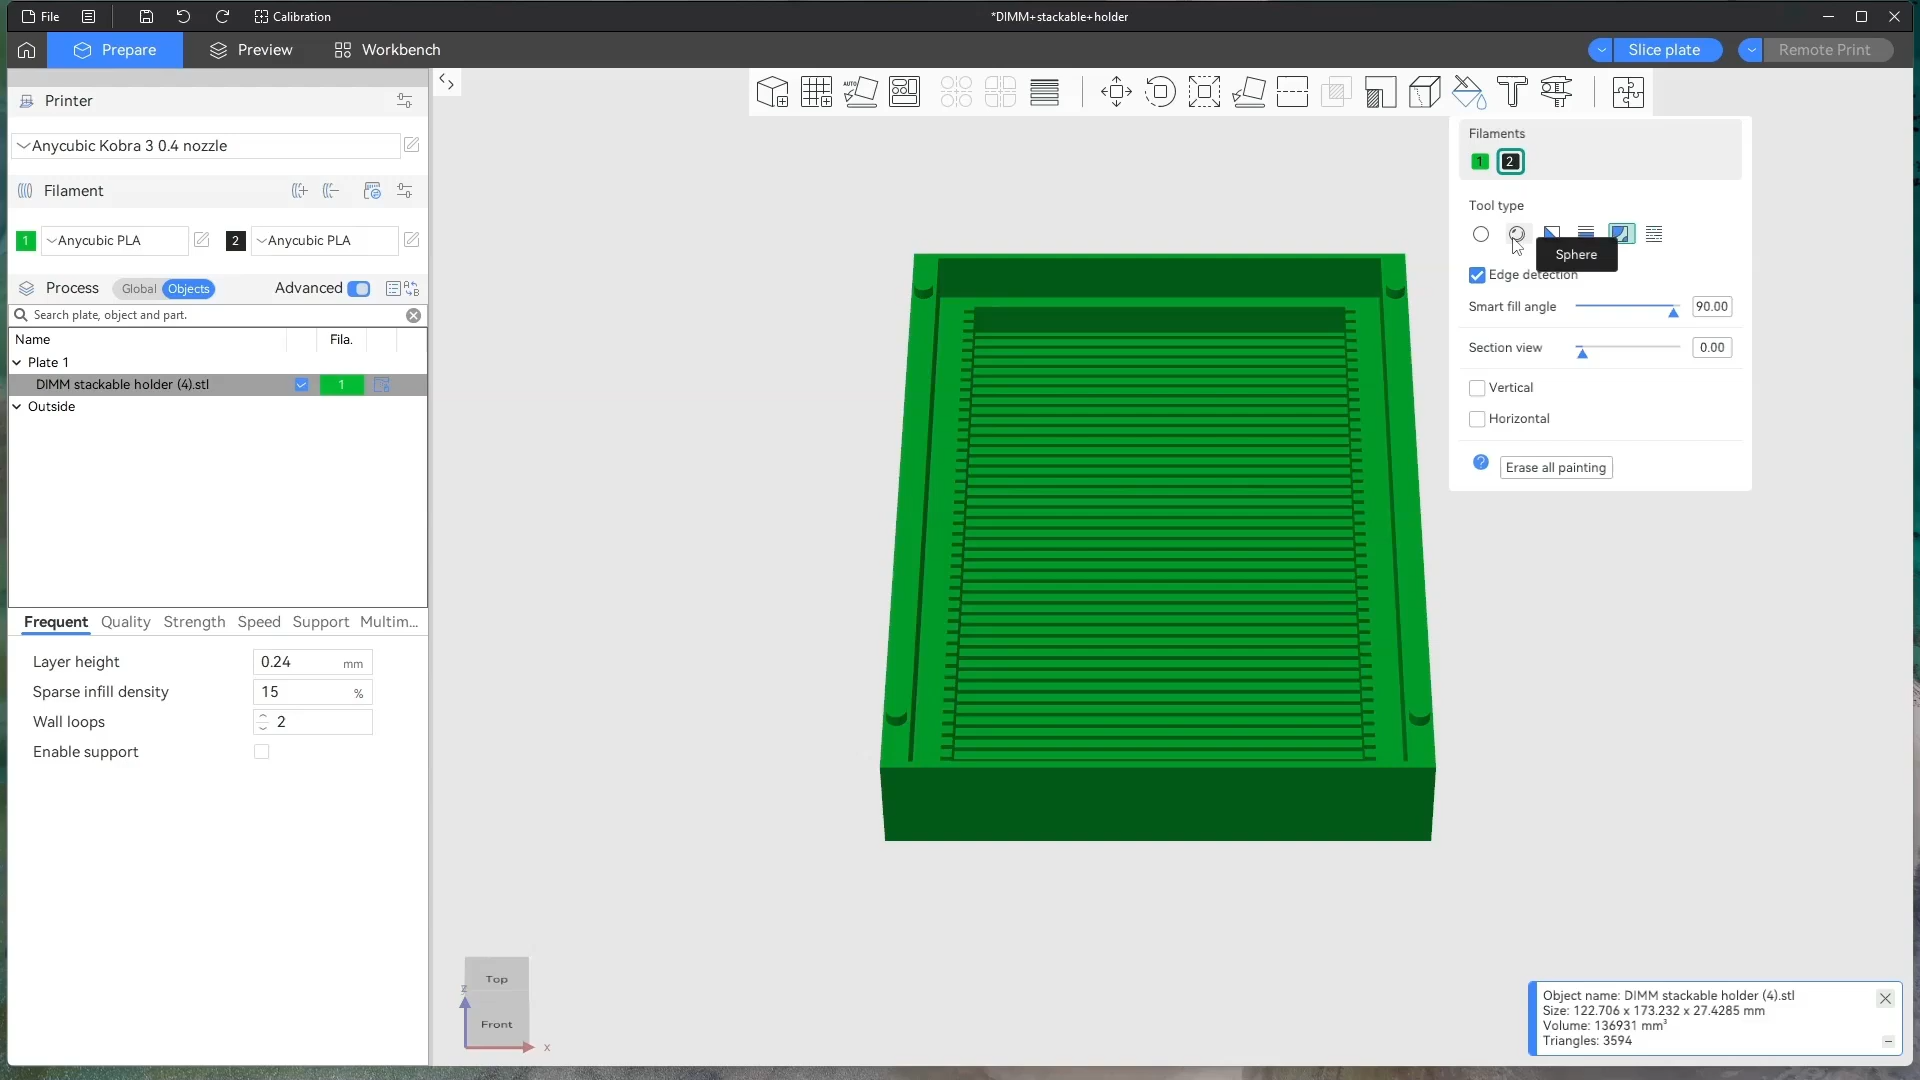 File
Calibration
*DIMM+stackable+holder
Prepare
Preview
Workbench
Slice plate
Remote Print
Printer
Anycubic Kobra 3 0.4 nozzle
Filament
1 Anycubic PLA
2 Anycubic PLA
Process
Global Objects
Advanced
Search plate, object and part.
Name Fila.
Plate 1
DIMM stackable holder (4).stl 1
Outside
Frequent Quality Strength Speed Support Multim...
Layer height 0.24 mm
Sparse infill density 15 %
Wall loops 2
Enable support
AUTO
Filaments
1 2
Tool type
Sphere
Edge detection
Smart fill angle 90.00
Section view 0.00
Vertical
Horizontal
? Erase all painting
Top
z
Front
x
Object name: DIMM stackable holder (4).stl
Size: 122.706 x 173.232 x 27.4285 mm
Volume: 136931 mm³
Triangles: 3594